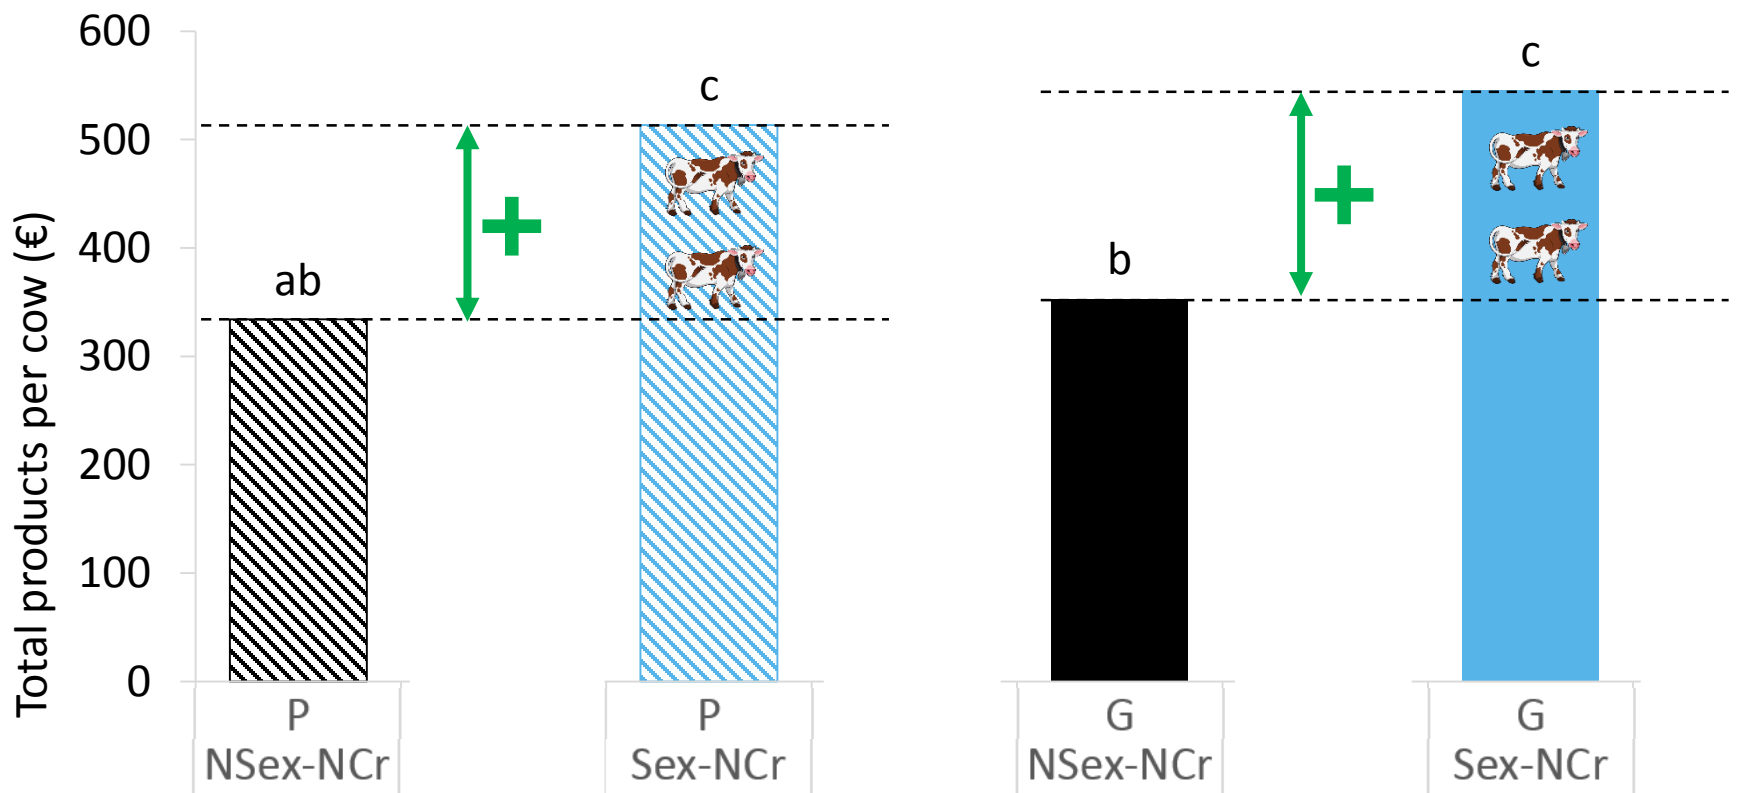 Total products per cow (€)
600
500
400
300
200
100
0
ab
c
b
c
P
NSex-NCr
P
Sex-NCr
G
NSex-NCr
G
Sex-NCr